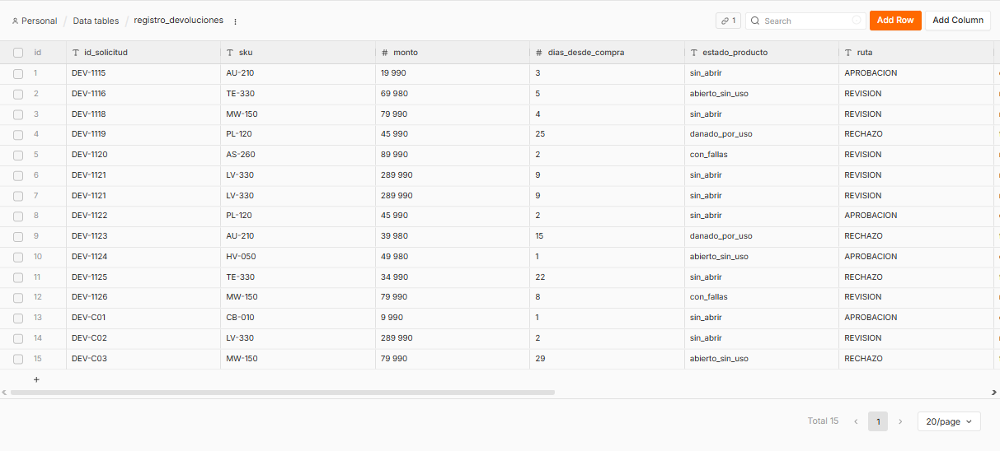 Personal / Data tables / registro_devoluciones
1 Search Add Row Add Column
id id_solicitud sku monto dias_desde_compra estado_producto ruta
1 DEV-1115 AU-210 19 990 3 sin_abrir APROBACION
2 DEV-1116 TE-330 69 980 5 abierto_sin_uso REVISION
3 DEV-1118 MW-150 79 990 4 sin_abrir REVISION
4 DEV-1119 PL-120 45 990 25 danado_por_uso RECHAZO
5 DEV-1120 AS-260 89 990 2 con_fallas REVISION
6 DEV-1121 LV-330 289 990 9 sin_abrir REVISION
7 DEV-1121 LV-330 289 990 9 sin_abrir REVISION
8 DEV-1122 PL-120 45 990 2 sin_abrir APROBACION
9 DEV-1123 AU-210 39 980 15 danado_por_uso RECHAZO
10 DEV-1124 HV-050 49 980 1 abierto_sin_uso APROBACION
11 DEV-1125 TE-330 34 990 22 sin_abrir RECHAZO
12 DEV-1126 MW-150 79 990 8 con_fallas REVISION
13 DEV-C01 CB-010 9 990 1 sin_abrir APROBACION
14 DEV-C02 LV-330 289 990 2 sin_abrir REVISION
15 DEV-C03 MW-150 79 990 29 abierto_sin_uso RECHAZO
+
Total 15 1 20/page